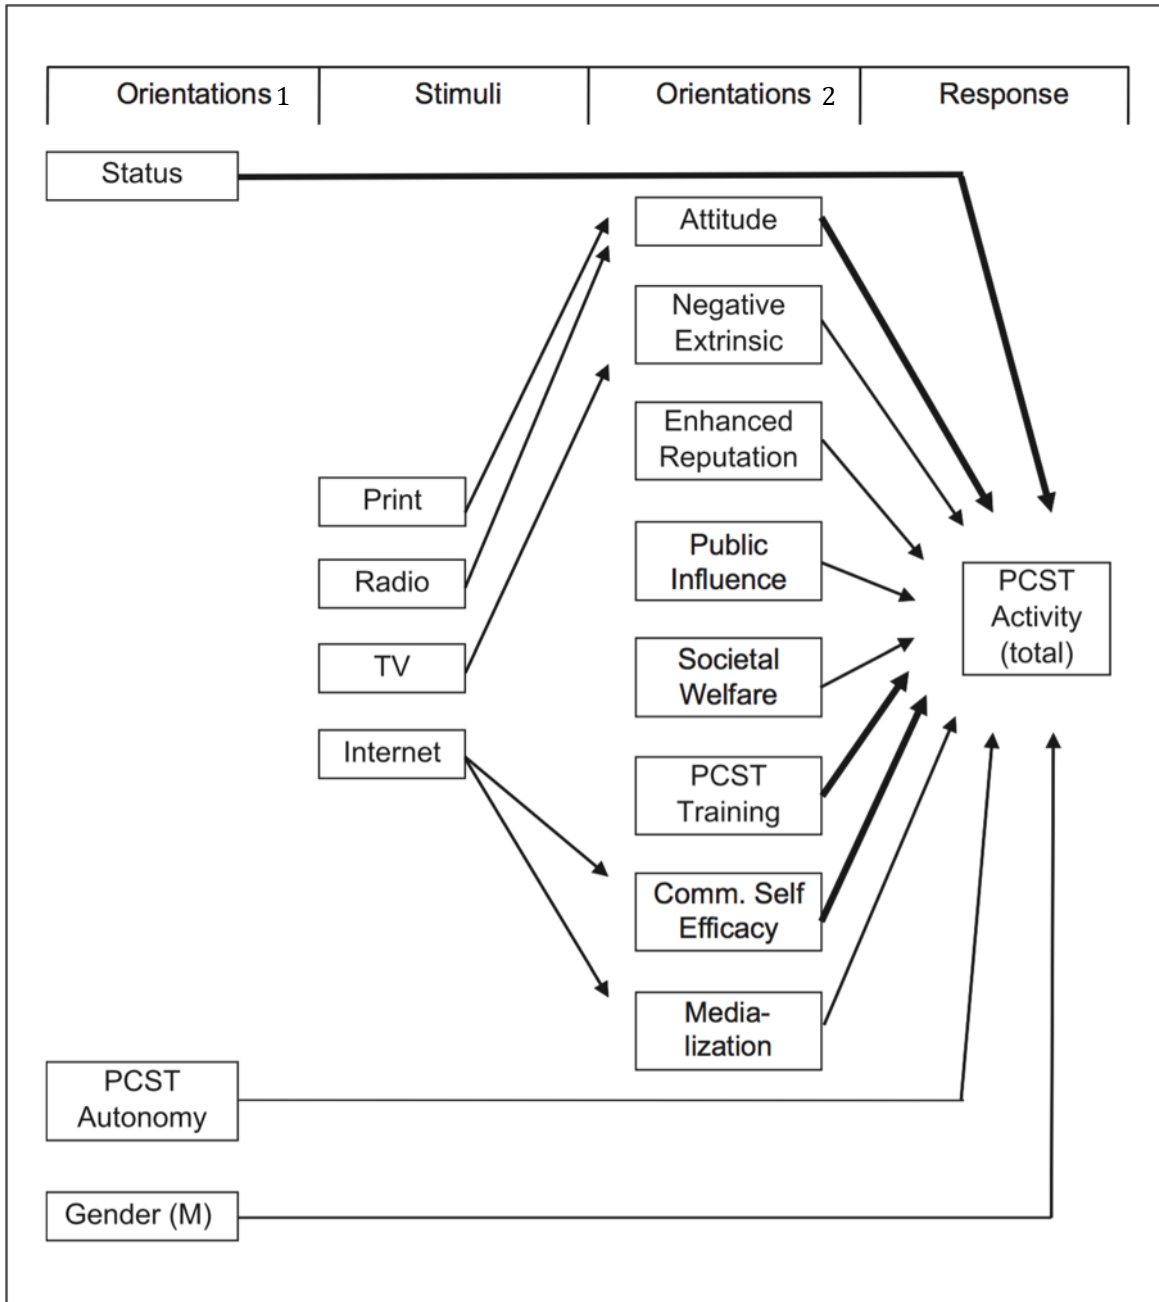 Orientations 1
Stimuli
Orientations 2
Response
Status
Attitude
Negative
Extrinsic
Enhanced
Reputation
Print
Public
Influence
Radio
PCST
Activity
(total)
TV
Societal
Welfare
Internet
PCST
Training
Comm. Self
Efficacy
Media-
lization
PCST
Autonomy
Gender (M)